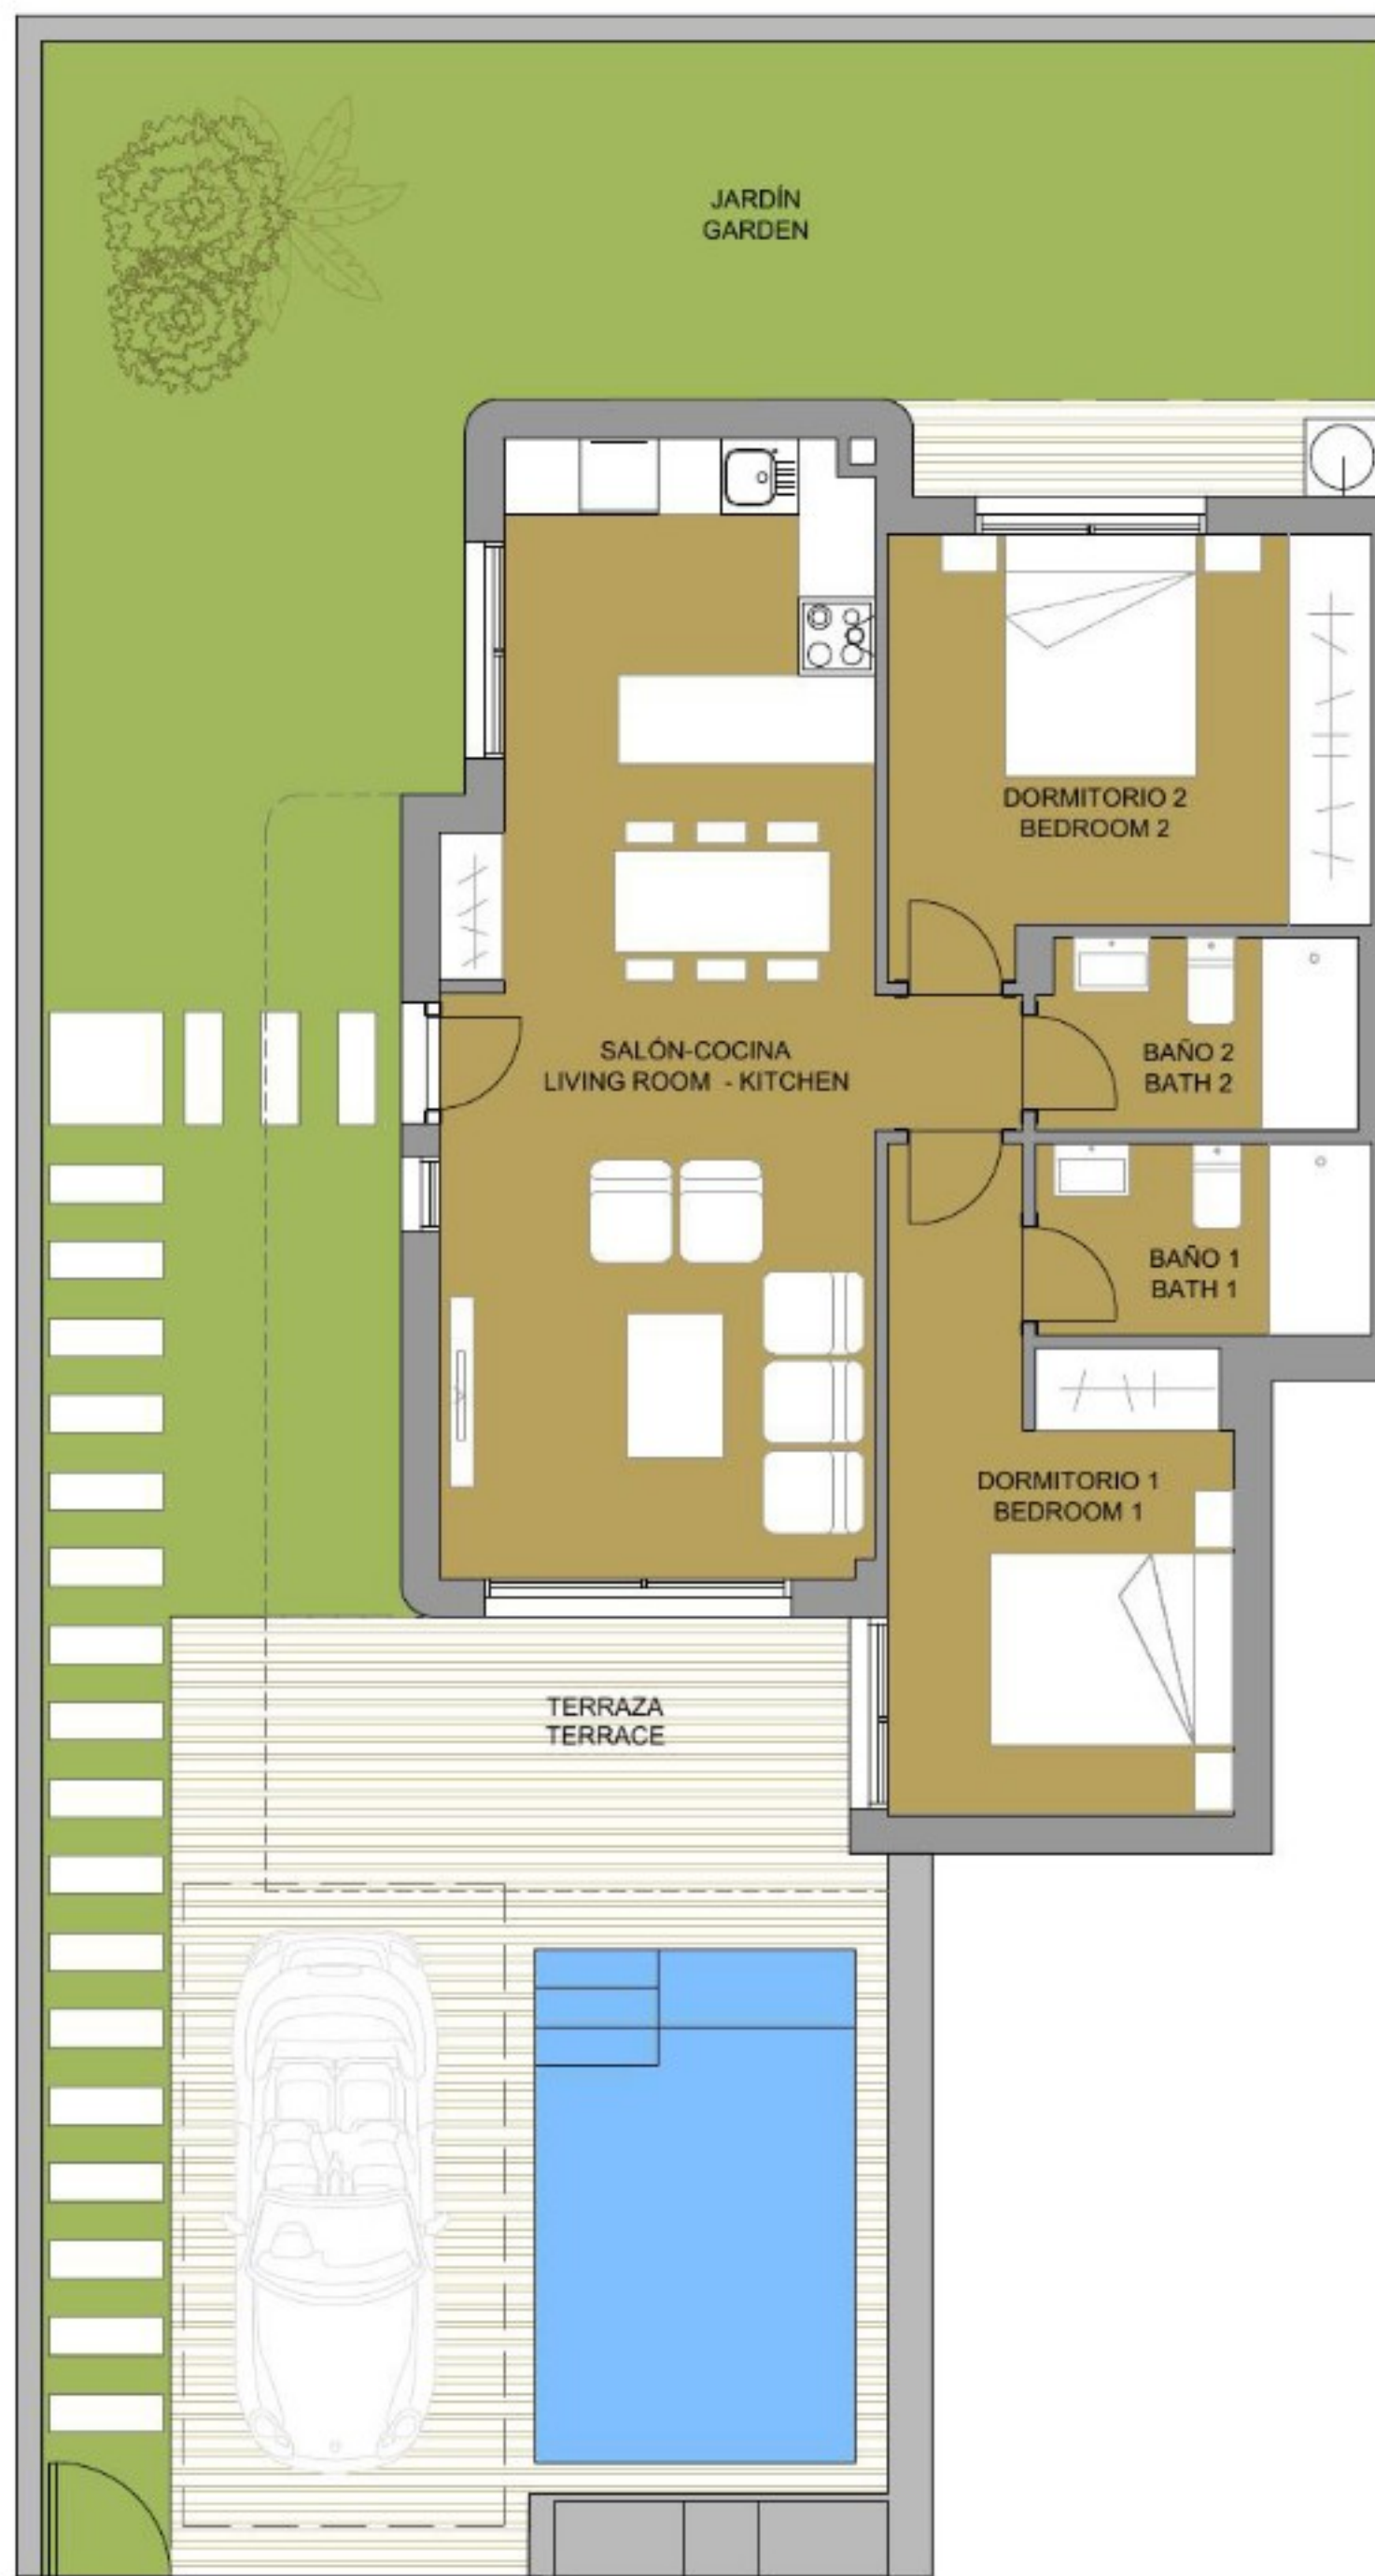 JARDÍN
GARDEN
DORMITORIO 2
BEDROOM 2
SALÓN-COCINA
LIVING ROOM - KITCHEN
BAÑO 2
BATH 2
BAÑO 1
BATH 1
DORMITORIO 1
BEDROOM 1
TERRAZA
TERRACE